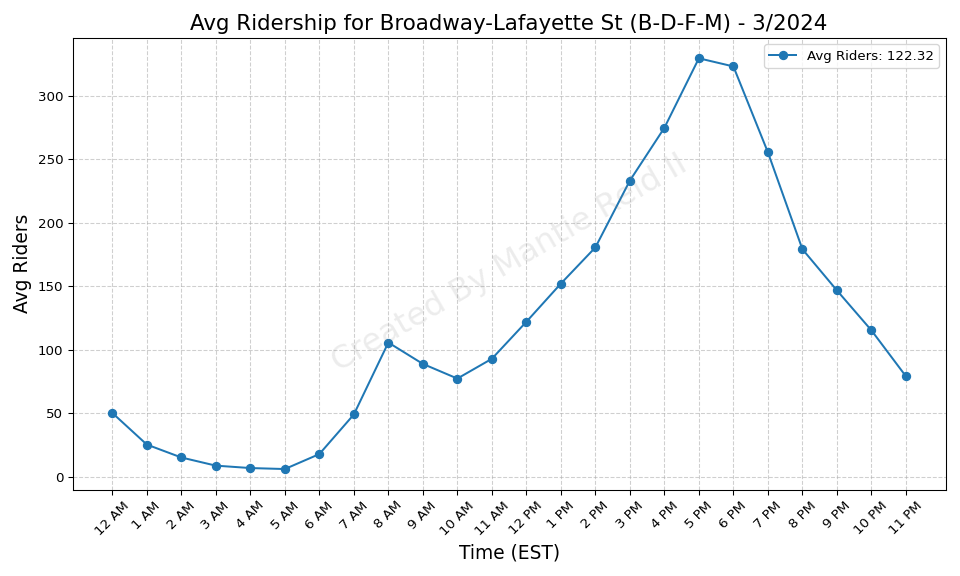 Avg Ridership for Broadway-Lafayette St (B-D-F-M) - 3/2024
Avg Riders: 122.32
Avg Riders
300
250
200
150
100
50
0
Created By Mantle Reid II
12 AM
1 AM
2 AM
3 AM
4 AM
5 AM
6 AM
7 AM
8 AM
9 AM
10 AM
11 AM
12 PM
1 PM
2 PM
3 PM
4 PM
5 PM
6 PM
7 PM
8 PM
9 PM
10 PM
11 PM
Time (EST)